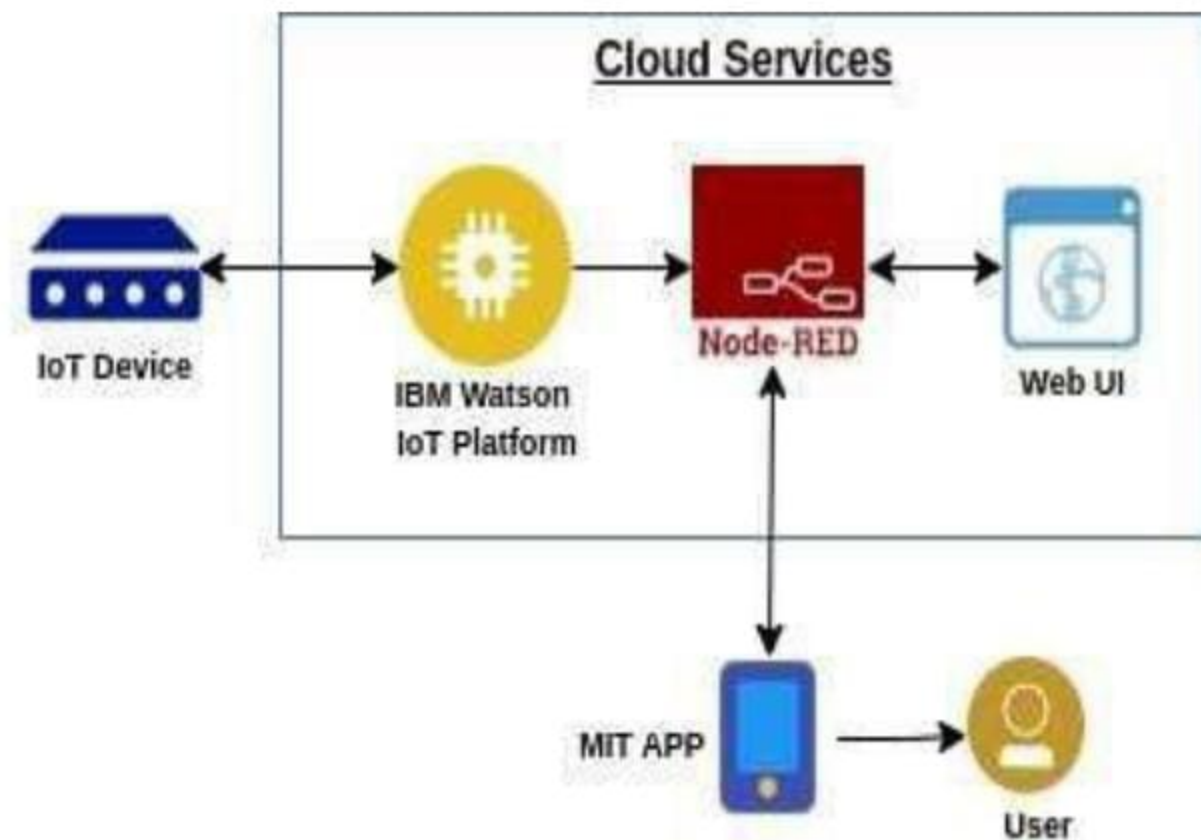 Cloud Services
IoT Device
IBM Watson
IoT Platform
Node-RED
Web UI
MIT APP
User